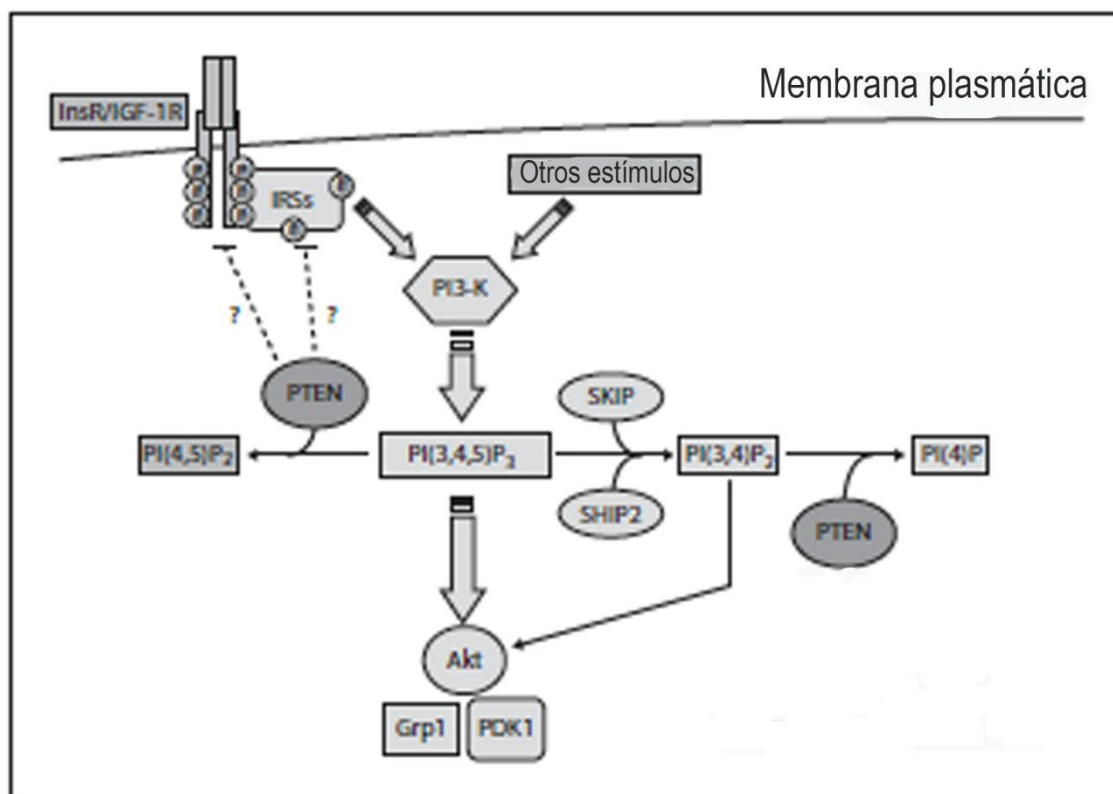 Membrana plasmática
InsR/IGF-1R
Otros estímulos
IRSs
P P P P P P P P
PI3-K
? ?
PTEN
SKIP
PI(4,5)P₂
PI(3,4,5)P₃
PI(3,4)P₂
PI(4)P
SHIP2
PTEN
Akt
Grp1
PDK1